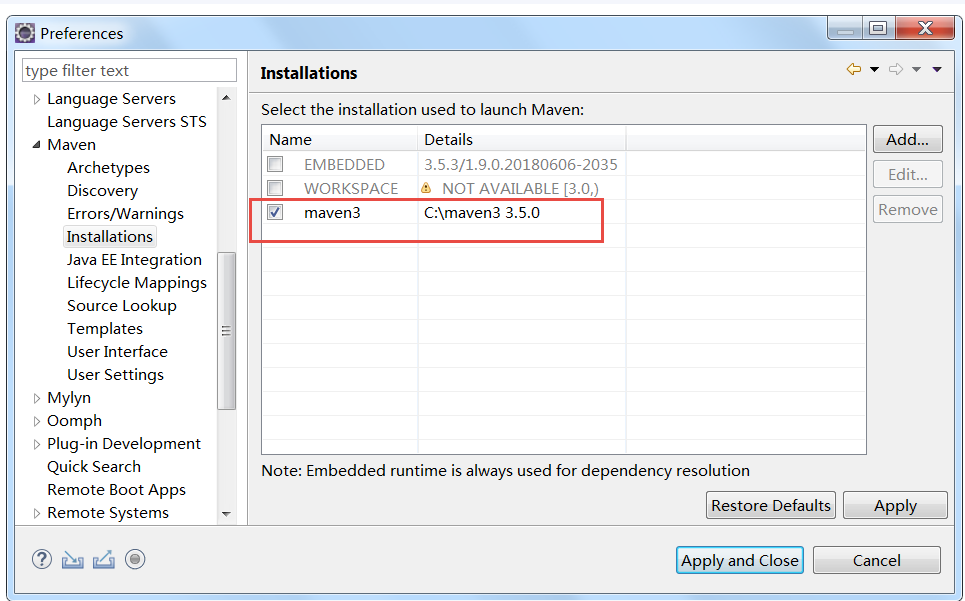 Preferences
type filter text
Language Servers
Language Servers STS
Maven
Archetypes
Discovery
Errors/Warnings
Installations
Java EE Integration
Lifecycle Mappings
Source Lookup
Templates
User Interface
User Settings
Mylyn
Oomph
Plug-in Development
Quick Search
Remote Boot Apps
Remote Systems
Installations
Select the installation used to launch Maven:
Name Details
EMBEDDED 3.5.3/1.9.0.20180606-2035
WORKSPACE NOT AVAILABLE [3.0,)
maven3 C:\maven3 3.5.0
Add...
Edit...
Remove
Note: Embedded runtime is always used for dependency resolution
Restore Defaults Apply
Apply and Close Cancel